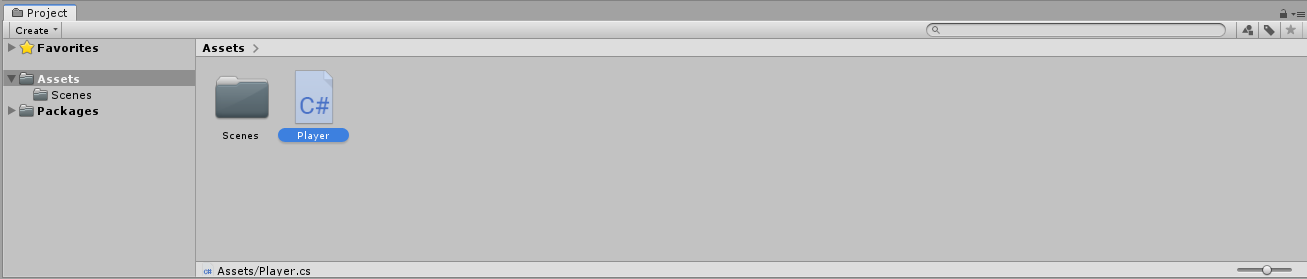 Project
Create
Favorites
Assets
Scenes
Packages
Assets
C#
Scenes
Player
C# Assets/Player.cs